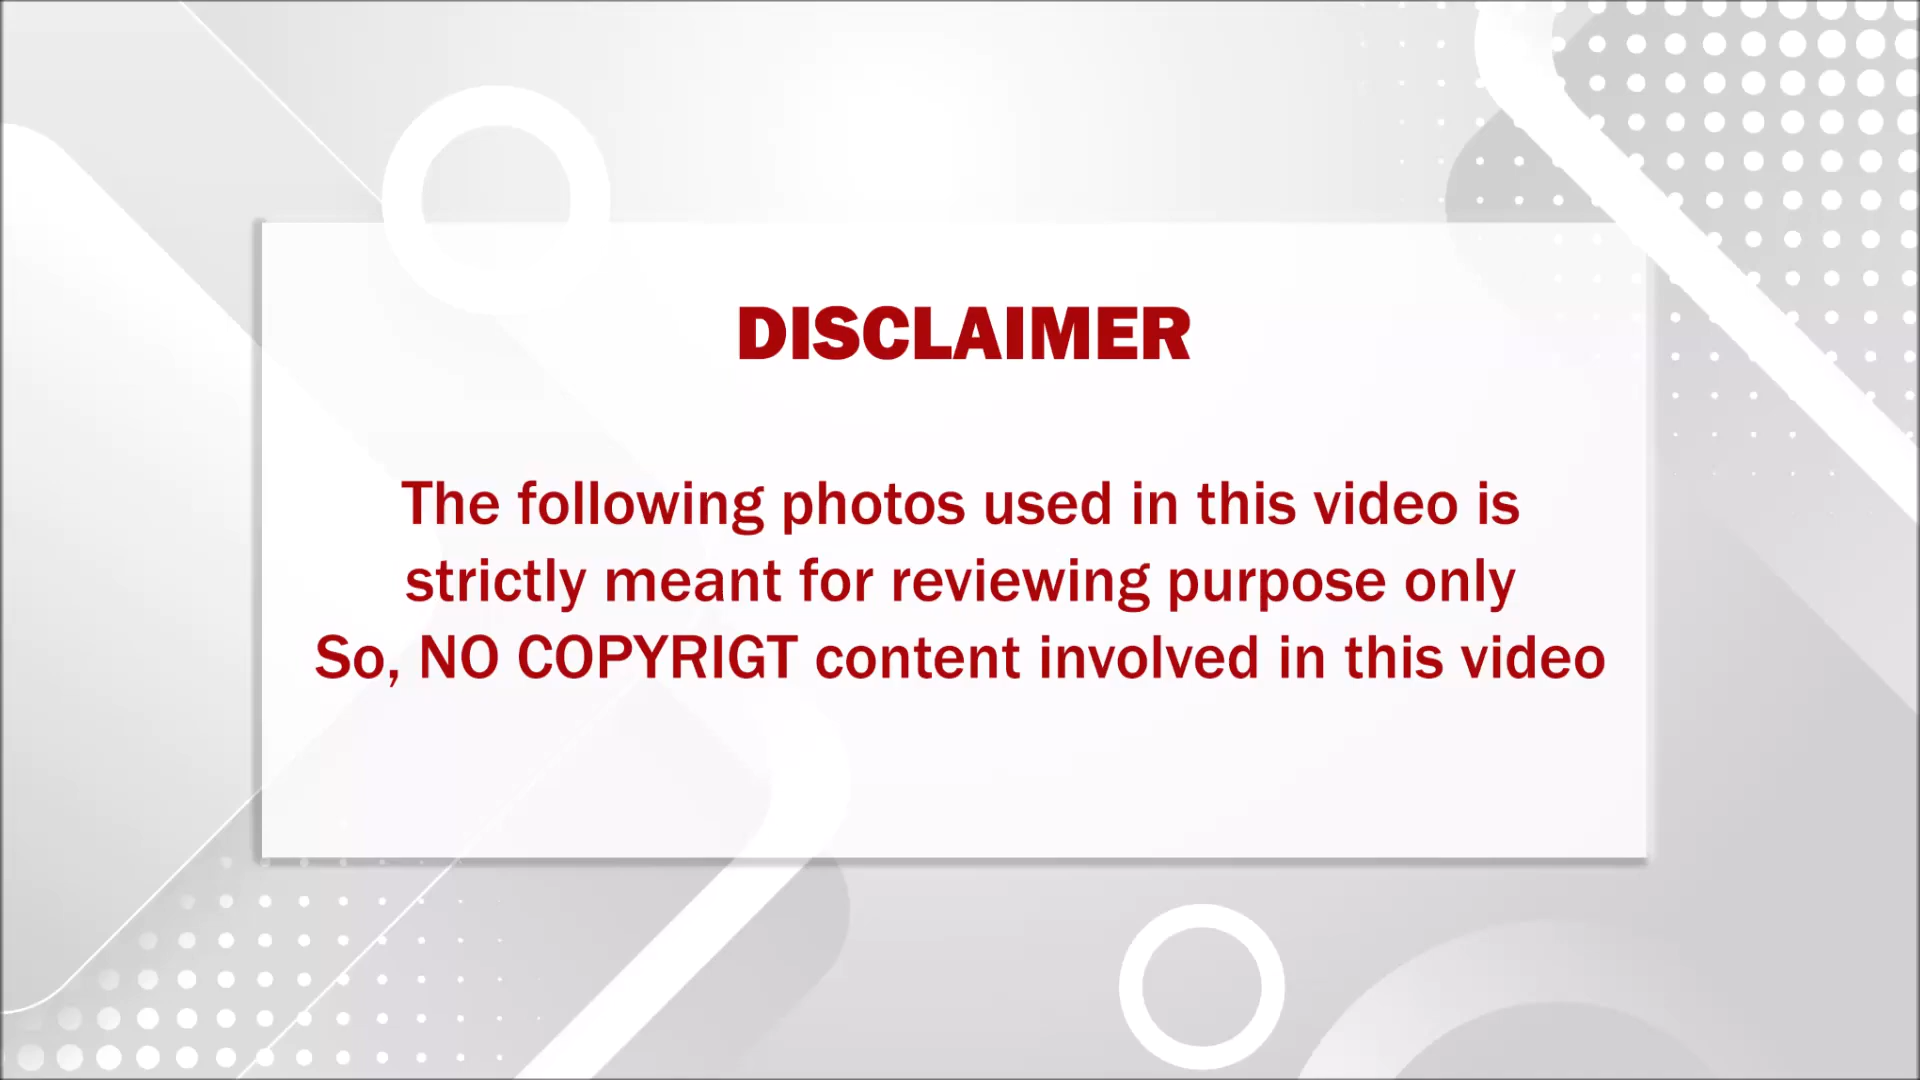 DISCLAIMER
The following photos used in this video is
strictly meant for reviewing purpose only
So, NO COPYRIGT content involved in this video